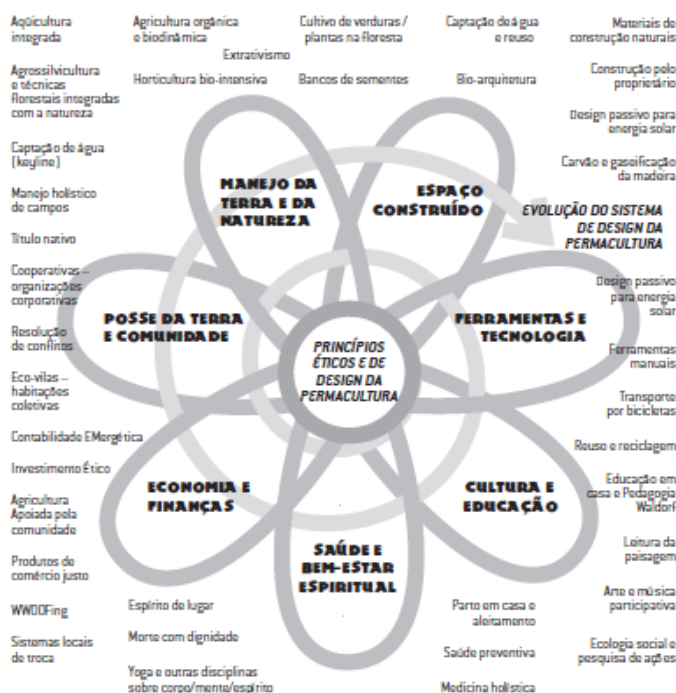 Aqüicultura
integrada
Agricultura orgânica
e biodinâmica
Cultivo de verduras /
plantas na floresta
Captação de água
e reuso
Materiais de
construção naturais
Extrativismo
Agrossilvicultura
e técnicas
florestais integradas
com a natureza
Horticultura bio-intensiva
Bancos de sementes
Bio-arquitetura
Construção pelo
proprietário
Design passivo para
energia solar
Captação de água
(keyline)
Carvão e gaseificação
da madeira
Manejo holístico
de campos
MANEJO DA
TERRA E DA
NATUREZA
ESPAÇO
CONSTRUÍDO
EVOLUÇÃO DO SISTEMA
DE DESIGN DA
PERMACULTURA
Título nativo
Cooperativas –
organizações
corporativas
Design passivo
para energia
solar
POSSE DA TERRA
E COMUNIDADE
FERRAMENTAS E
TECNOLOGIA
Resolução
de conflitos
PRINCÍPIOS
ÉTICOS E DE
DESIGN DA
PERMACULTURA
Ferramentas
manuais
Eco-vilas –
habitações
coletivas
Transporte
por bicicletas
Contabilidade EMergética
Reuso e reciclagem
Investimento Ético
ECONOMIA E
FINANÇAS
CULTURA E
EDUCAÇÃO
Educação em
casa e Pedagogia
Waldorf
Agricultura
Apoiada pela
comunidade
Leitura da
paisagem
SAÚDE E
BEM-ESTAR
ESPIRITUAL
Produtos de
comércio justo
Arte e música
participativa
WWOOFing
Espírito de lugar
Parto em casa e
aleitamento
Sistemas locais
de troca
Morte com dignidade
Saúde preventiva
Ecologia social e
pesquisa de ações
Yoga e outras disciplinas
sobre corpo/mente/espírito
Medicina holística